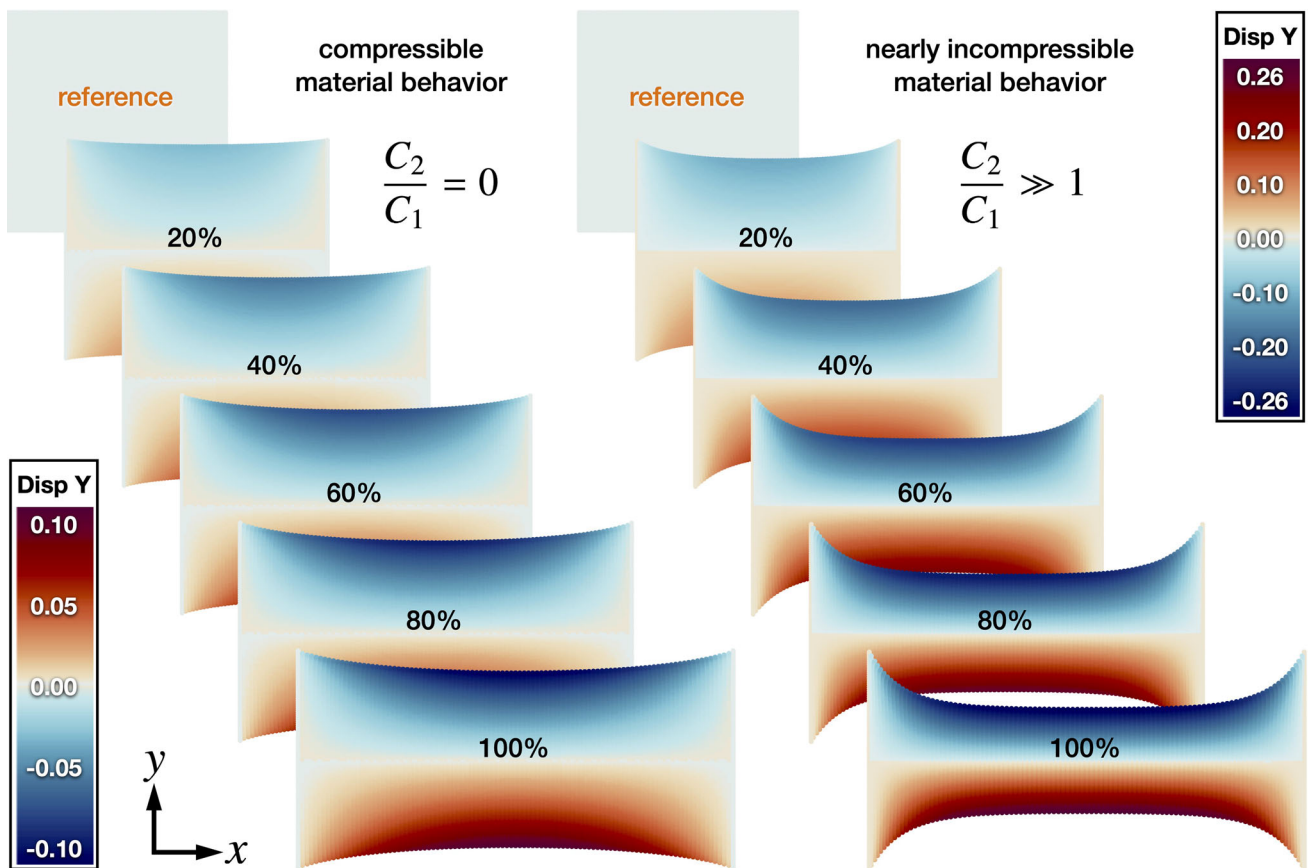 compressible
material behavior
reference
C₂/C₁ = 0
20%
40%
60%
80%
100%
nearly incompressible
material behavior
reference
C₂/C₁ ≫ 1
20%
40%
60%
80%
100%
Disp Y
0.26
0.20
0.10
0.00
-0.10
-0.20
-0.26
Disp Y
0.10
0.05
0.00
-0.05
-0.10
y
x